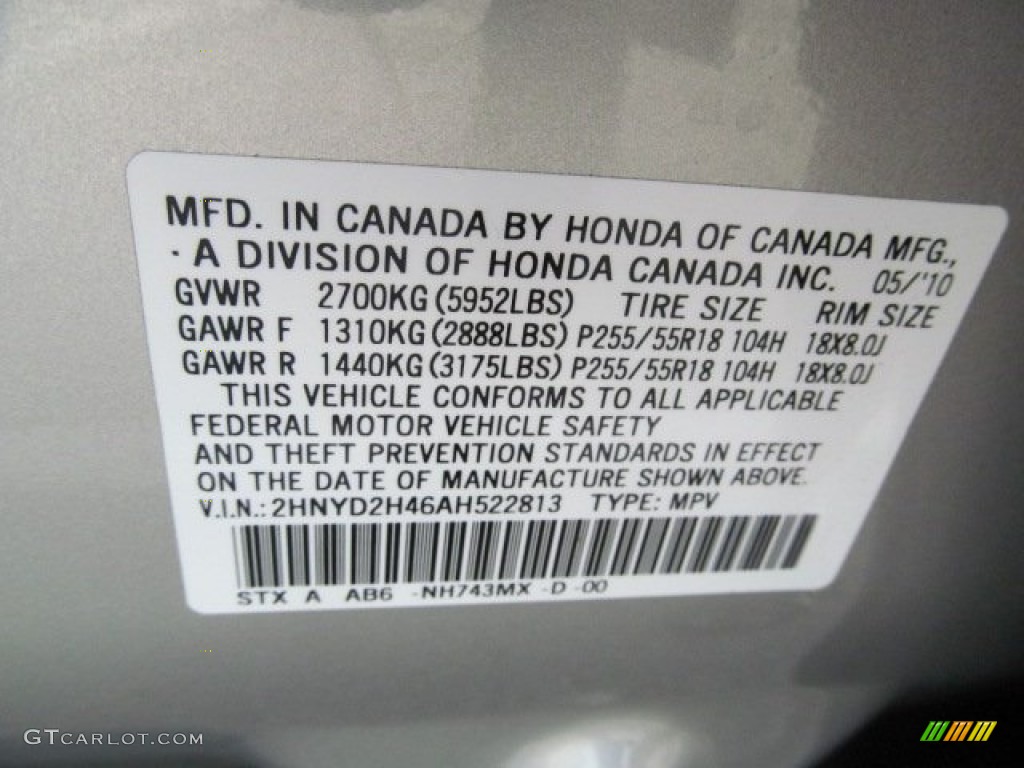 MFD. IN CANADA BY HONDA OF CANADA MFG.,
· A DIVISION OF HONDA CANADA INC. 05/'10
GVWR 2700KG (5952LBS) TIRE SIZE RIM SIZE
GAWR F 1310KG (2888LBS) P255/55R18 104H 18X8.0J
GAWR R 1440KG (3175LBS) P255/55R18 104H 18X8.0J
THIS VEHICLE CONFORMS TO ALL APPLICABLE
FEDERAL MOTOR VEHICLE SAFETY
AND THEFT PREVENTION STANDARDS IN EFFECT
ON THE DATE OF MANUFACTURE SHOWN ABOVE.
V.I.N.: 2HNYD2H46AH522813 TYPE: MPV
STX A AB6 -NH743MX -D -00
GTCARLOT.COM